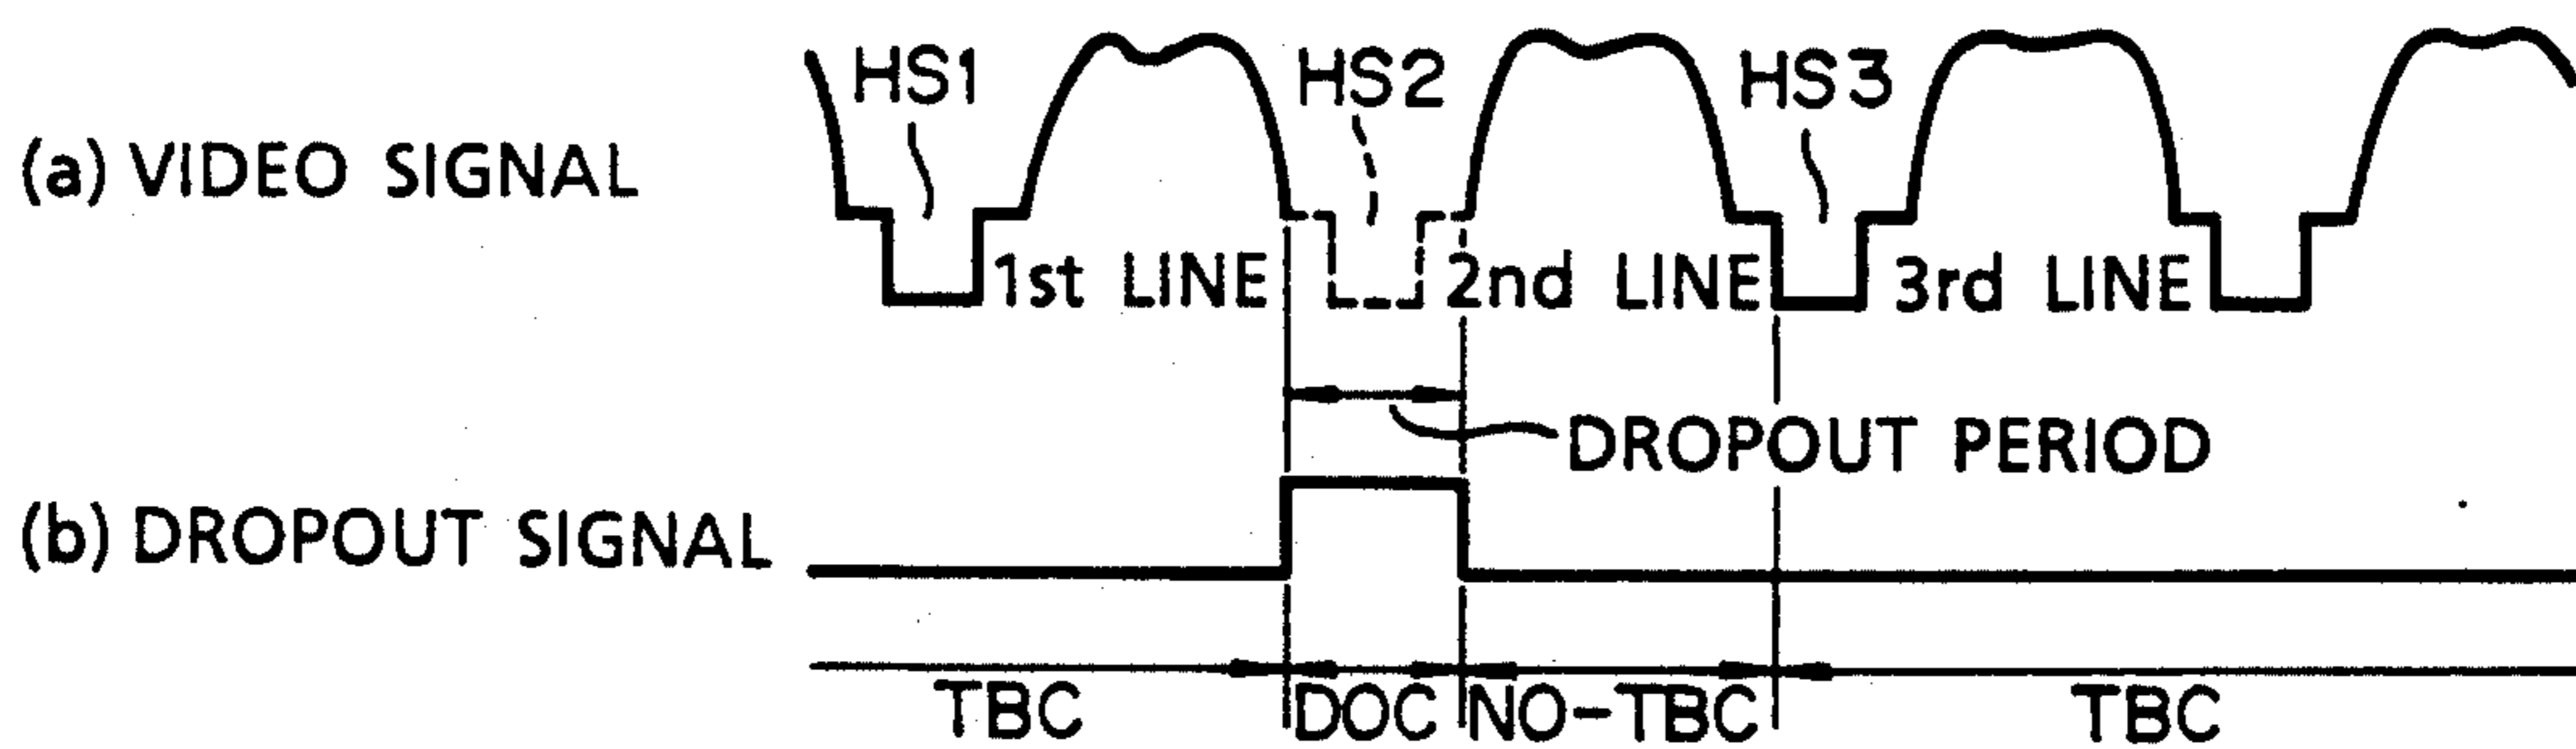 HS1 HS2 HS3
(a) VIDEO SIGNAL
1st LINE 2nd LINE 3rd LINE
DROPOUT PERIOD
(b) DROPOUT SIGNAL
TBC DOC NO-TBC TBC